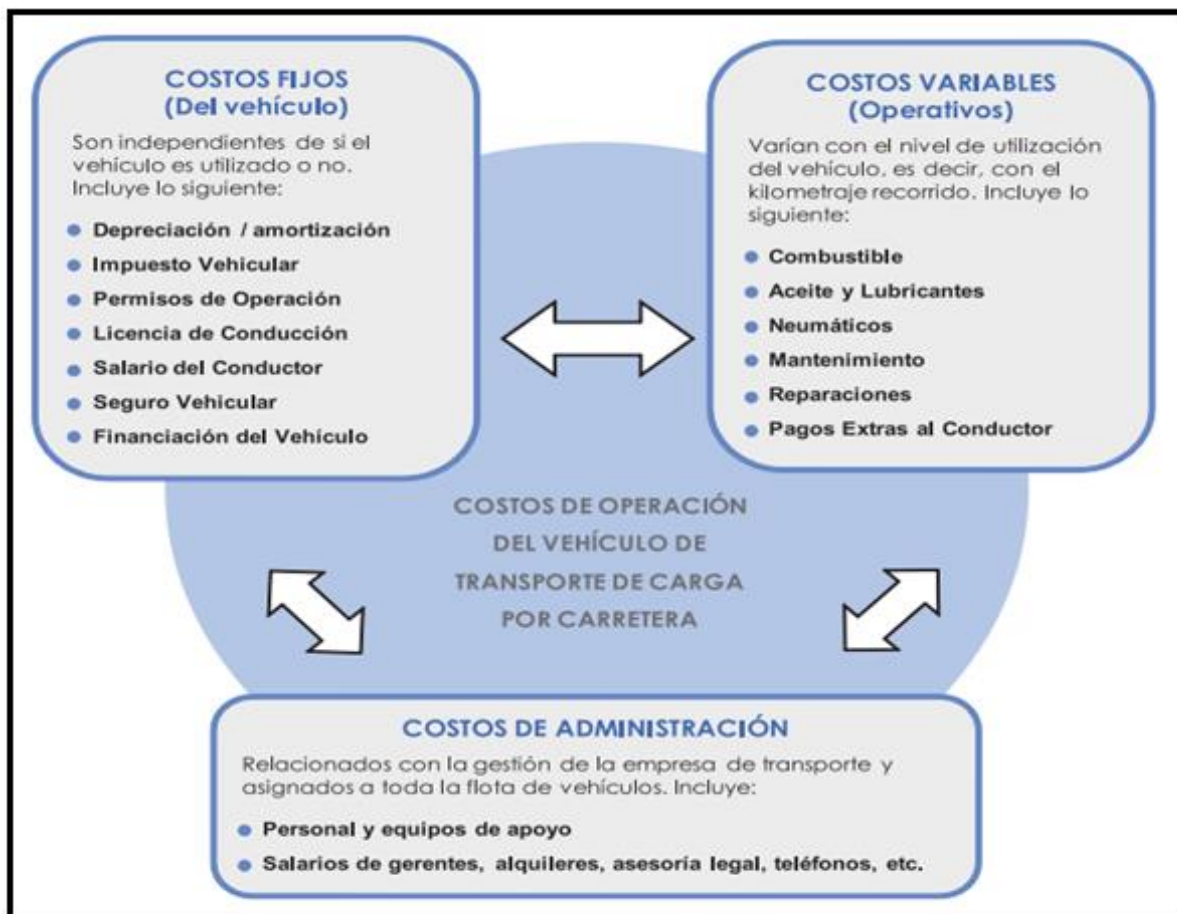 COSTOS FIJOS
(Del vehículo)
Son independientes de si el
vehículo es utilizado o no.
Incluye lo siguiente:
Depreciación / amortización
Impuesto Vehicular
Permisos de Operación
Licencia de Conducción
Salario del Conductor
Seguro Vehicular
Financiación del Vehículo
COSTOS VARIABLES
(Operativos)
Varían con el nivel de utilización
del vehículo, es decir, con el
kilometraje recorrido. Incluye lo
siguiente:
Combustible
Aceite y Lubricantes
Neumáticos
Mantenimiento
Reparaciones
Pagos Extras al Conductor
COSTOS DE OPERACIÓN
DEL VEHÍCULO DE
TRANSPORTE DE CARGA
POR CARRETERA
COSTOS DE ADMINISTRACIÓN
Relacionados con la gestión de la empresa de transporte y
asignados a toda la flota de vehículos. Incluye:
Personal y equipos de apoyo
Salarios de gerentes, alquileres, asesoría legal, teléfonos, etc.